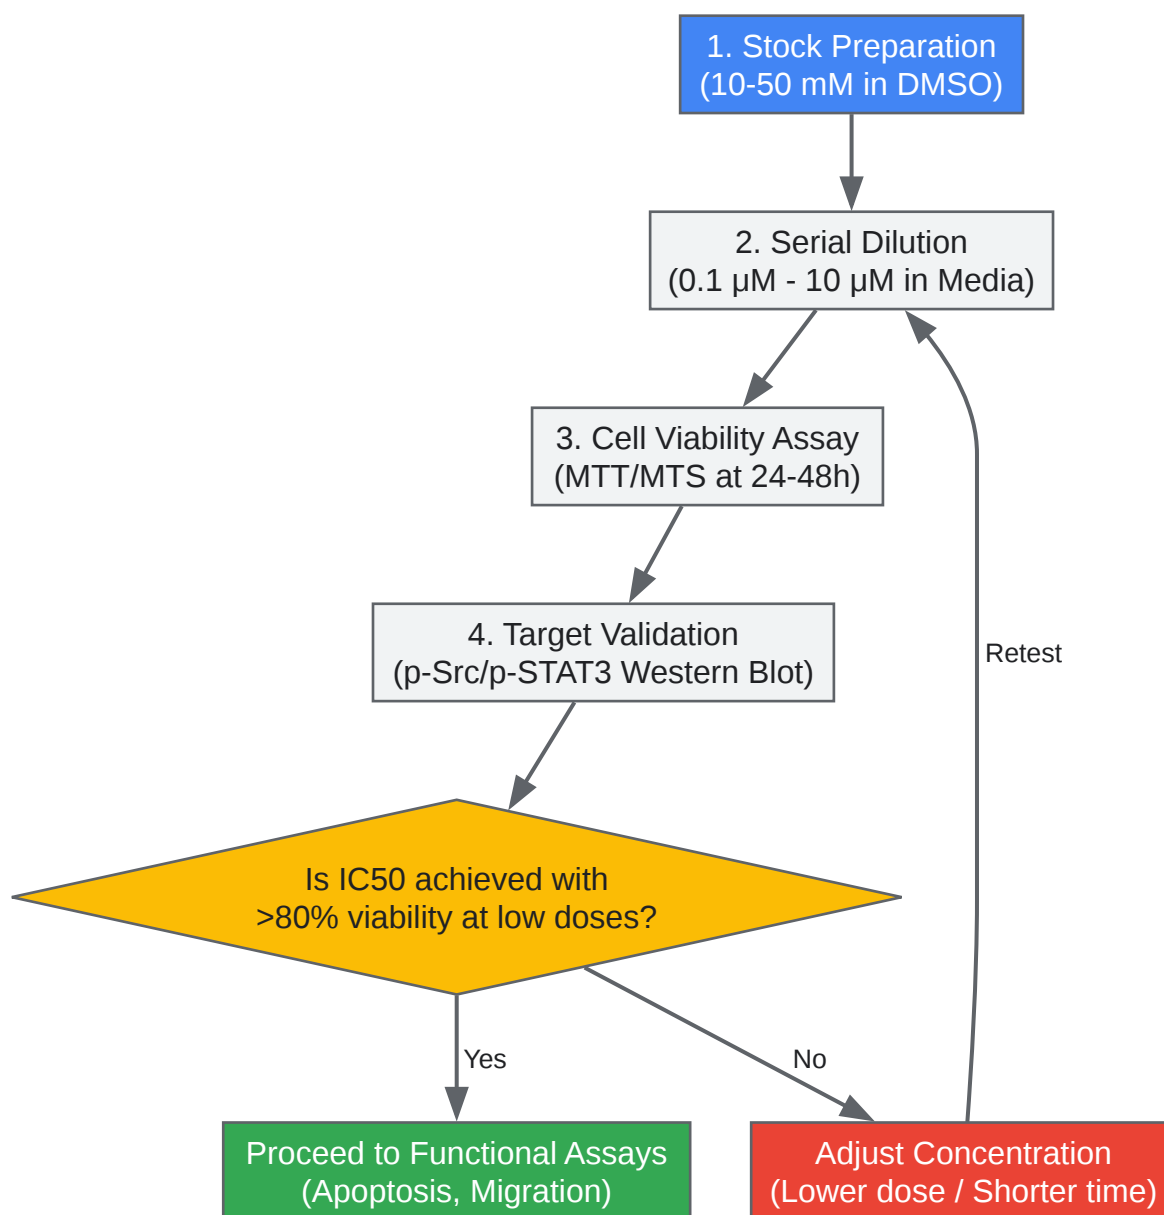 1. Stock Preparation
(10-50 mM in DMSO)
2. Serial Dilution
(0.1 μM - 10 μM in Media)
3. Cell Viability Assay
(MTT/MTS at 24-48h)
4. Target Validation
(p-Src/p-STAT3 Western Blot)
Retest
Is IC50 achieved with
>80% viability at low doses?
Yes
No
Proceed to Functional Assays
(Apoptosis, Migration)
Adjust Concentration
(Lower dose / Shorter time)